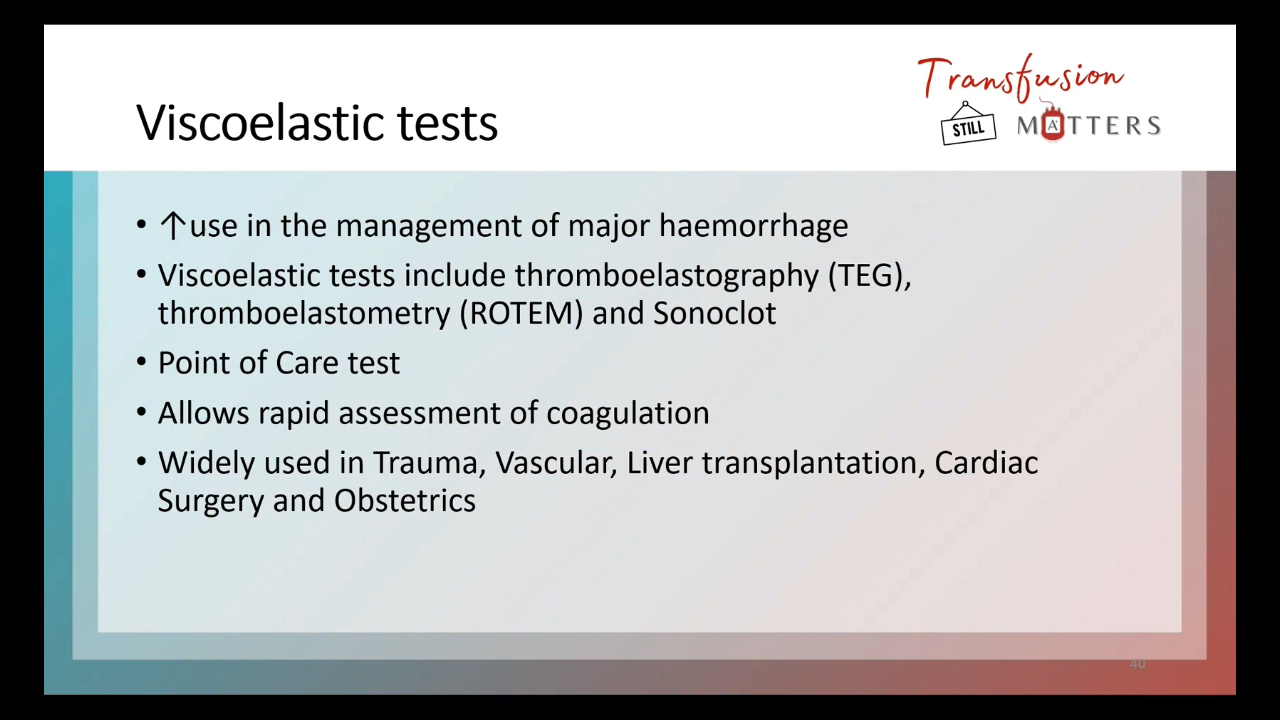 Transfusion
STILL MATTERS
Viscoelastic tests
• ↑use in the management of major haemorrhage
• Viscoelastic tests include thromboelastography (TEG),
thromboelastometry (ROTEM) and Sonoclot
• Point of Care test
• Allows rapid assessment of coagulation
• Widely used in Trauma, Vascular, Liver transplantation, Cardiac
Surgery and Obstetrics
40